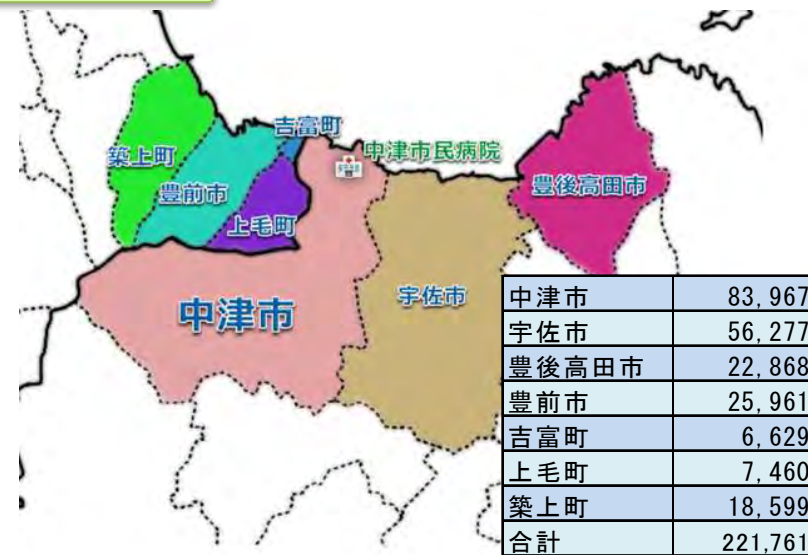 吉富町
築上町
中津市民病院
豊前市
豊後高田市
上毛町
宇佐市
中津市
中津市 83,967
宇佐市 56,277
豊後高田市 22,868
豊前市 25,961
吉富町 6,629
上毛町 7,460
築上町 18,599
合計 221,761